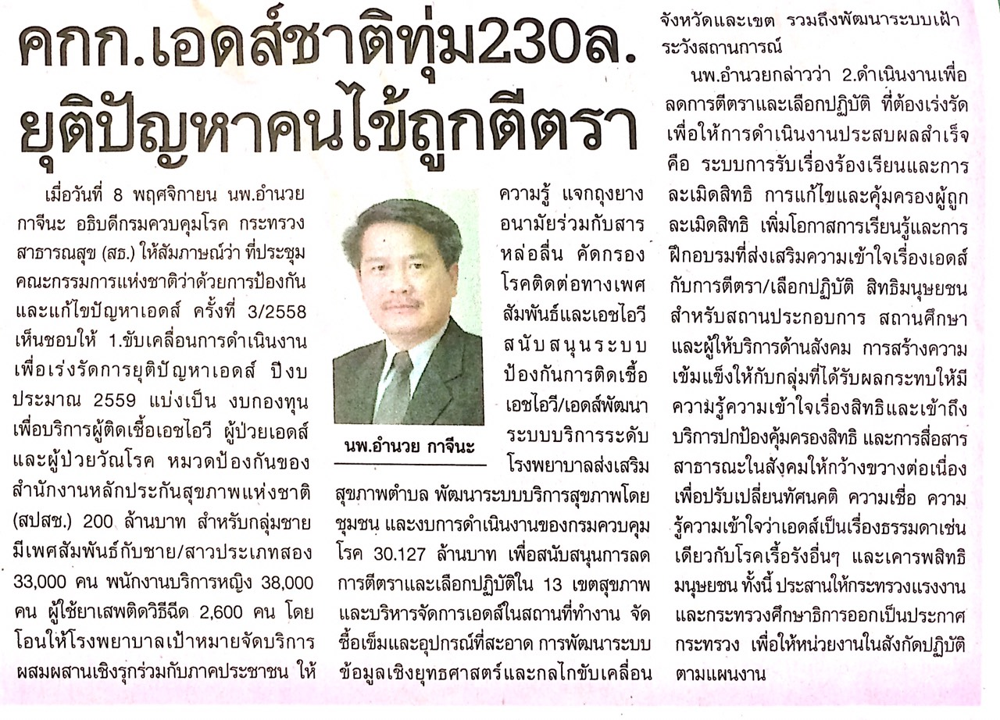 คกก.เอดส์ชาติทุ่ม230ล.
ยุติปัญหาคนไข้ถูกตีตรา
เมื่อวันที่ 8 พฤศจิกายน นพ.อำนวย
กาจีนะ อธิบดีกรมควบคุมโรค กระทรวง
สาธารณสุข (สธ.) ให้สัมภาษณ์ว่า ที่ประชุม
คณะกรรมการแห่งชาติว่าด้วยการป้องกัน
และแก้ไขปัญหาเอดส์ ครั้งที่ 3/2558
เห็นชอบให้ 1.ขับเคลื่อนการดำเนินงาน
เพื่อเร่งรัดการยุติปัญหาเอดส์ ปีงบ
ประมาณ 2559 แบ่งเป็น งบกองทุน
เพื่อบริการผู้ติดเชื้อเอชไอวี ผู้ป่วยเอดส์
และผู้ป่วยวัณโรค หมวดป้องกันของ
สำนักงานหลักประกันสุขภาพแห่งชาติ
(สปสช.) 200 ล้านบาท สำหรับกลุ่มชาย
มีเพศสัมพันธ์กับชาย/สาวประเภทสอง
33,000 คน พนักงานบริการหญิง 38,000
คน ผู้ใช้ยาเสพติดวิธีฉีด 2,600 คน โดย
โอนให้โรงพยาบาลเป้าหมายจัดบริการ
ผสมผสานเชิงรุกร่วมกับภาคประชาชน ให้
นพ.อำนวย กาจีนะ
ความรู้ แจกถุงยาง
อนามัยร่วมกับสาร
หล่อลื่น คัดกรอง
โรคติดต่อทางเพศ
สัมพันธ์และเอชไอวี
สนับสนุนระบบ
ป้องกันการติดเชื้อ
เอชไอวี/เอดส์พัฒนา
ระบบบริการระดับ
โรงพยาบาลส่งเสริม
สุขภาพตำบล พัฒนาระบบบริการสุขภาพโดย
ชุมชน และงบการดำเนินงานของกรมควบคุม
โรค 30.127 ล้านบาท เพื่อสนับสนุนการลด
การตีตราและเลือกปฏิบัติใน 13 เขตสุขภาพ
และบริหารจัดการเอดส์ในสถานที่ทำงาน จัด
ซื้อเข็มและอุปกรณ์ที่สะอาด การพัฒนาระบบ
ข้อมูลเชิงยุทธศาสตร์และกลไกขับเคลื่อน
จังหวัดและเขต รวมถึงพัฒนาระบบเฝ้า
ระวังสถานการณ์
นพ.อำนวยกล่าวว่า 2.ดำเนินงานเพื่อ
ลดการตีตราและเลือกปฏิบัติ ที่ต้องเร่งรัด
เพื่อให้การดำเนินงานประสบผลสำเร็จ
คือ ระบบการรับเรื่องร้องเรียนและการ
ละเมิดสิทธิ การแก้ไขและคุ้มครองผู้ถูก
ละเมิดสิทธิ เพิ่มโอกาสการเรียนรู้และการ
ฝึกอบรมที่ส่งเสริมความเข้าใจเรื่องเอดส์
กับการตีตรา/เลือกปฏิบัติ สิทธิมนุษยชน
สำหรับสถานประกอบการ สถานศึกษา
และผู้ให้บริการด้านสังคม การสร้างความ
เข้มแข็งให้กับกลุ่มที่ได้รับผลกระทบให้มี
ความรู้ความเข้าใจเรื่องสิทธิและเข้าถึง
บริการปกป้องคุ้มครองสิทธิ และการสื่อสาร
สาธารณะในสังคมให้กว้างขวางต่อเนื่อง
เพื่อปรับเปลี่ยนทัศนคติ ความเชื่อ ความ
รู้ความเข้าใจว่าเอดส์เป็นเรื่องธรรมดาเช่น
เดียวกับโรคเรื้อรังอื่นๆ และเคารพสิทธิ
มนุษยชน ทั้งนี้ ประสานให้กระทรวงแรงงาน
และกระทรวงศึกษาธิการออกเป็นประกาศ
กระทรวง เพื่อให้หน่วยงานในสังกัดปฏิบัติ
ตามแผนงาน